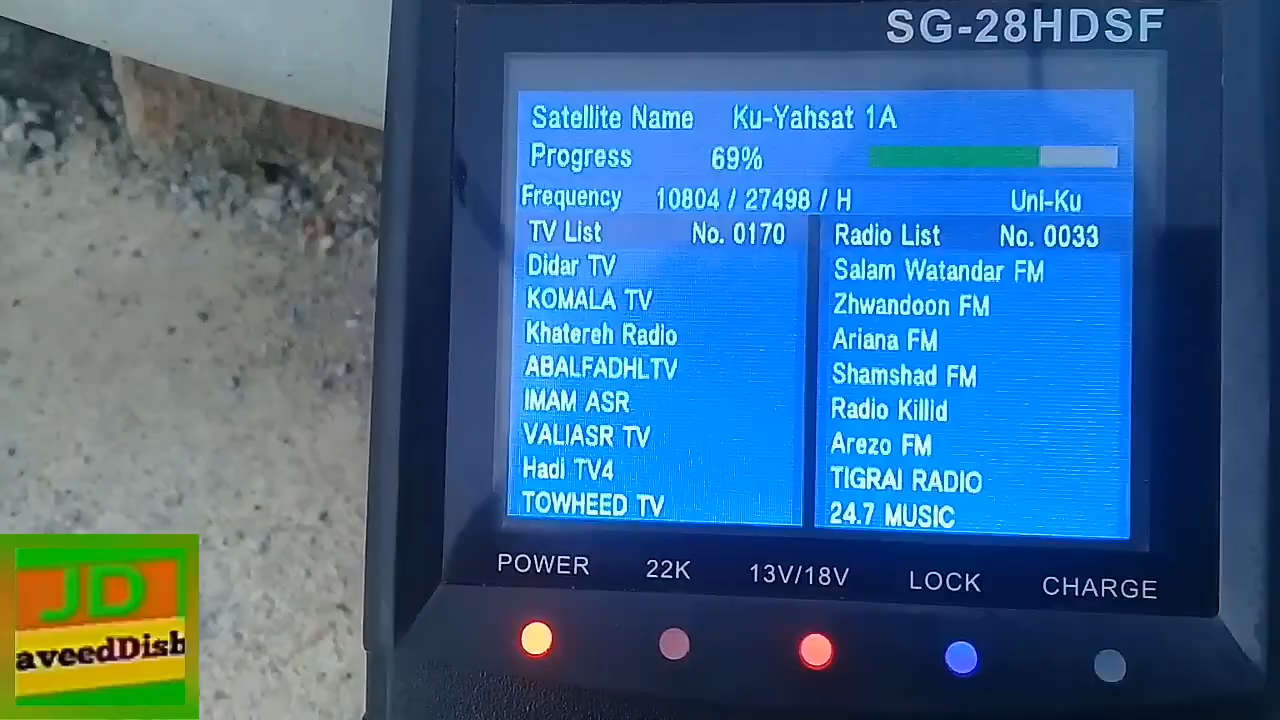 SG-28HDSF
Satellite Name Ku-Yahsat 1A
Progress 69%
Frequency 10804 / 27498 / H Uni-Ku
TV List No. 0170
Didar TV
KOMALA TV
Khatereh Radio
ABALFADHLTV
IMAM ASR
VALIASR TV
Hadi TV4
TOWHEED TV
Radio List No. 0033
Salam Watandar FM
Zhwandoon FM
Ariana FM
Shamshad FM
Radio Killid
Arezo FM
TIGRAI RADIO
24.7 MUSIC
POWER 22K 13V/18V LOCK CHARGE
JD
aveedDish